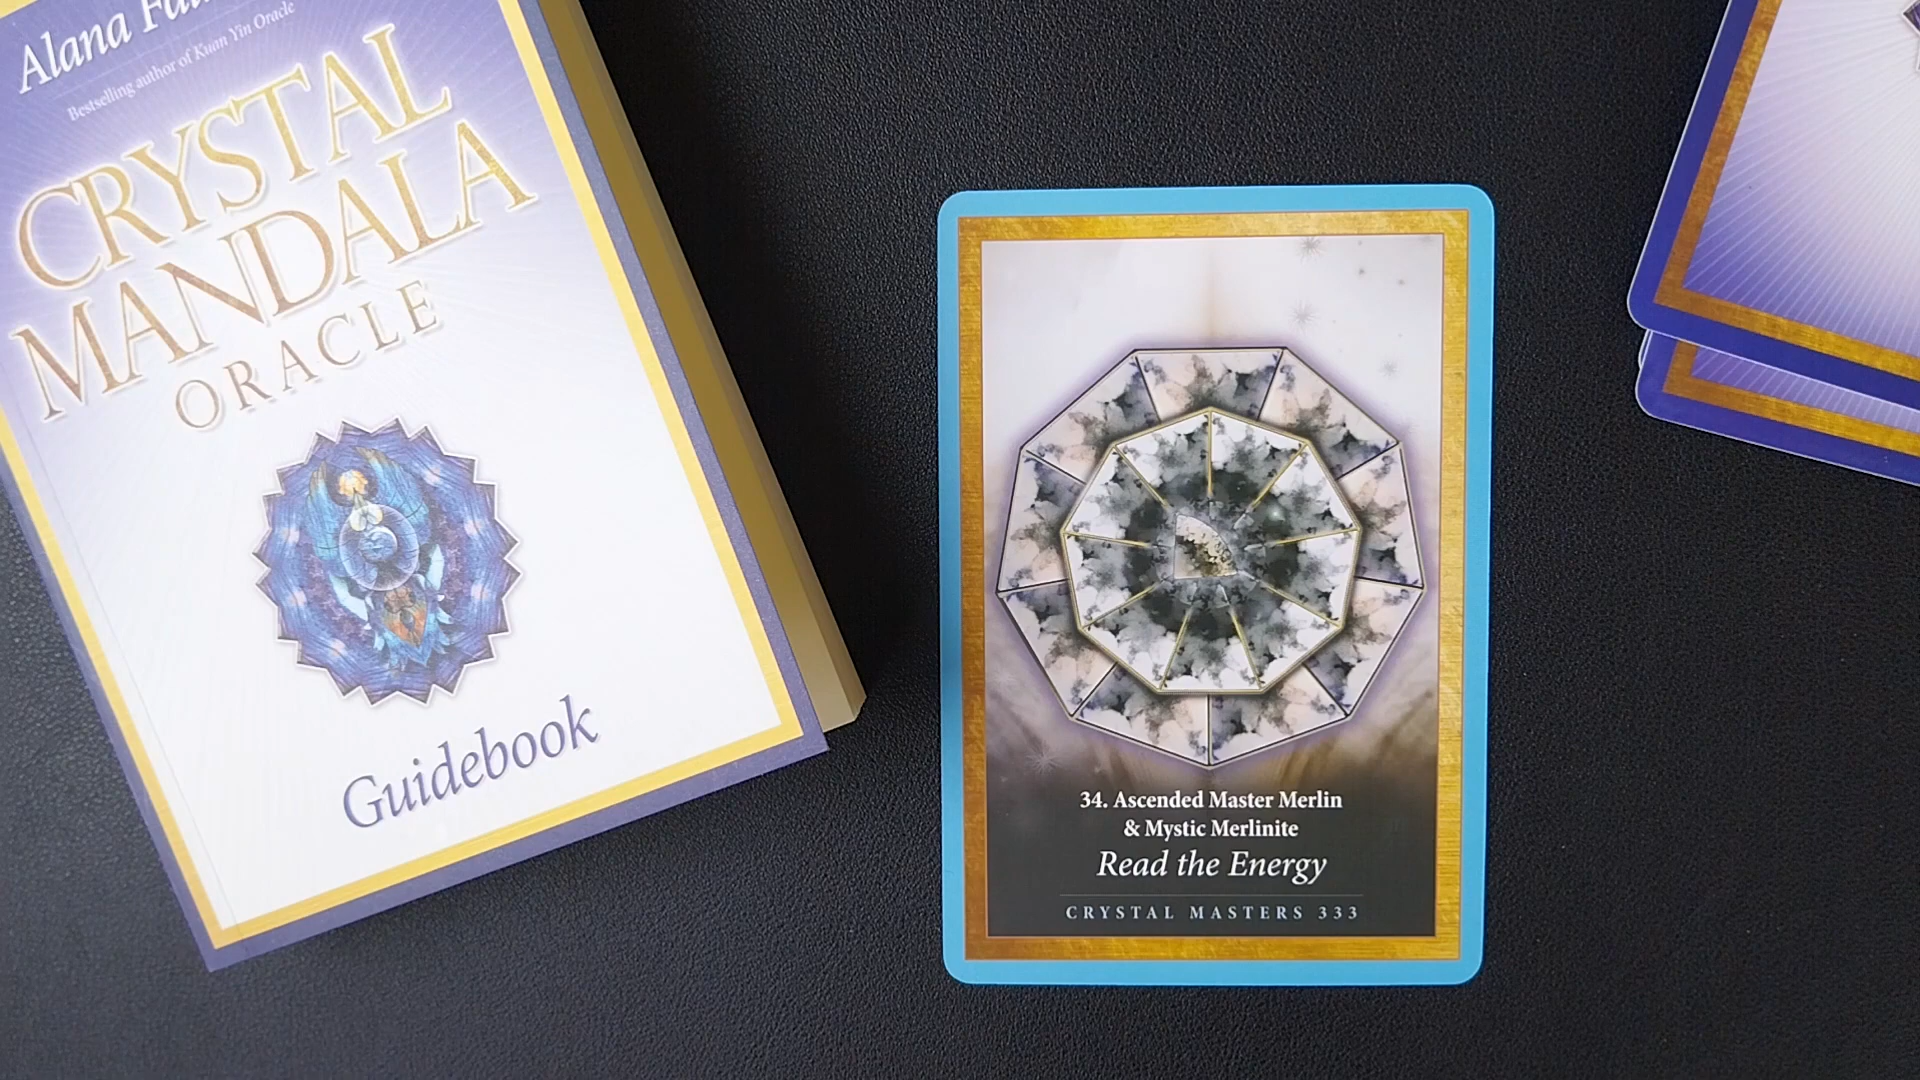 Alana
Bestselling author of Kuan Yin Oracle
CRYSTAL
MANDALA
ORACLE
Guidebook
34. Ascended Master Merlin
& Mystic Merlinite
Read the Energy
CRYSTAL MASTERS 333